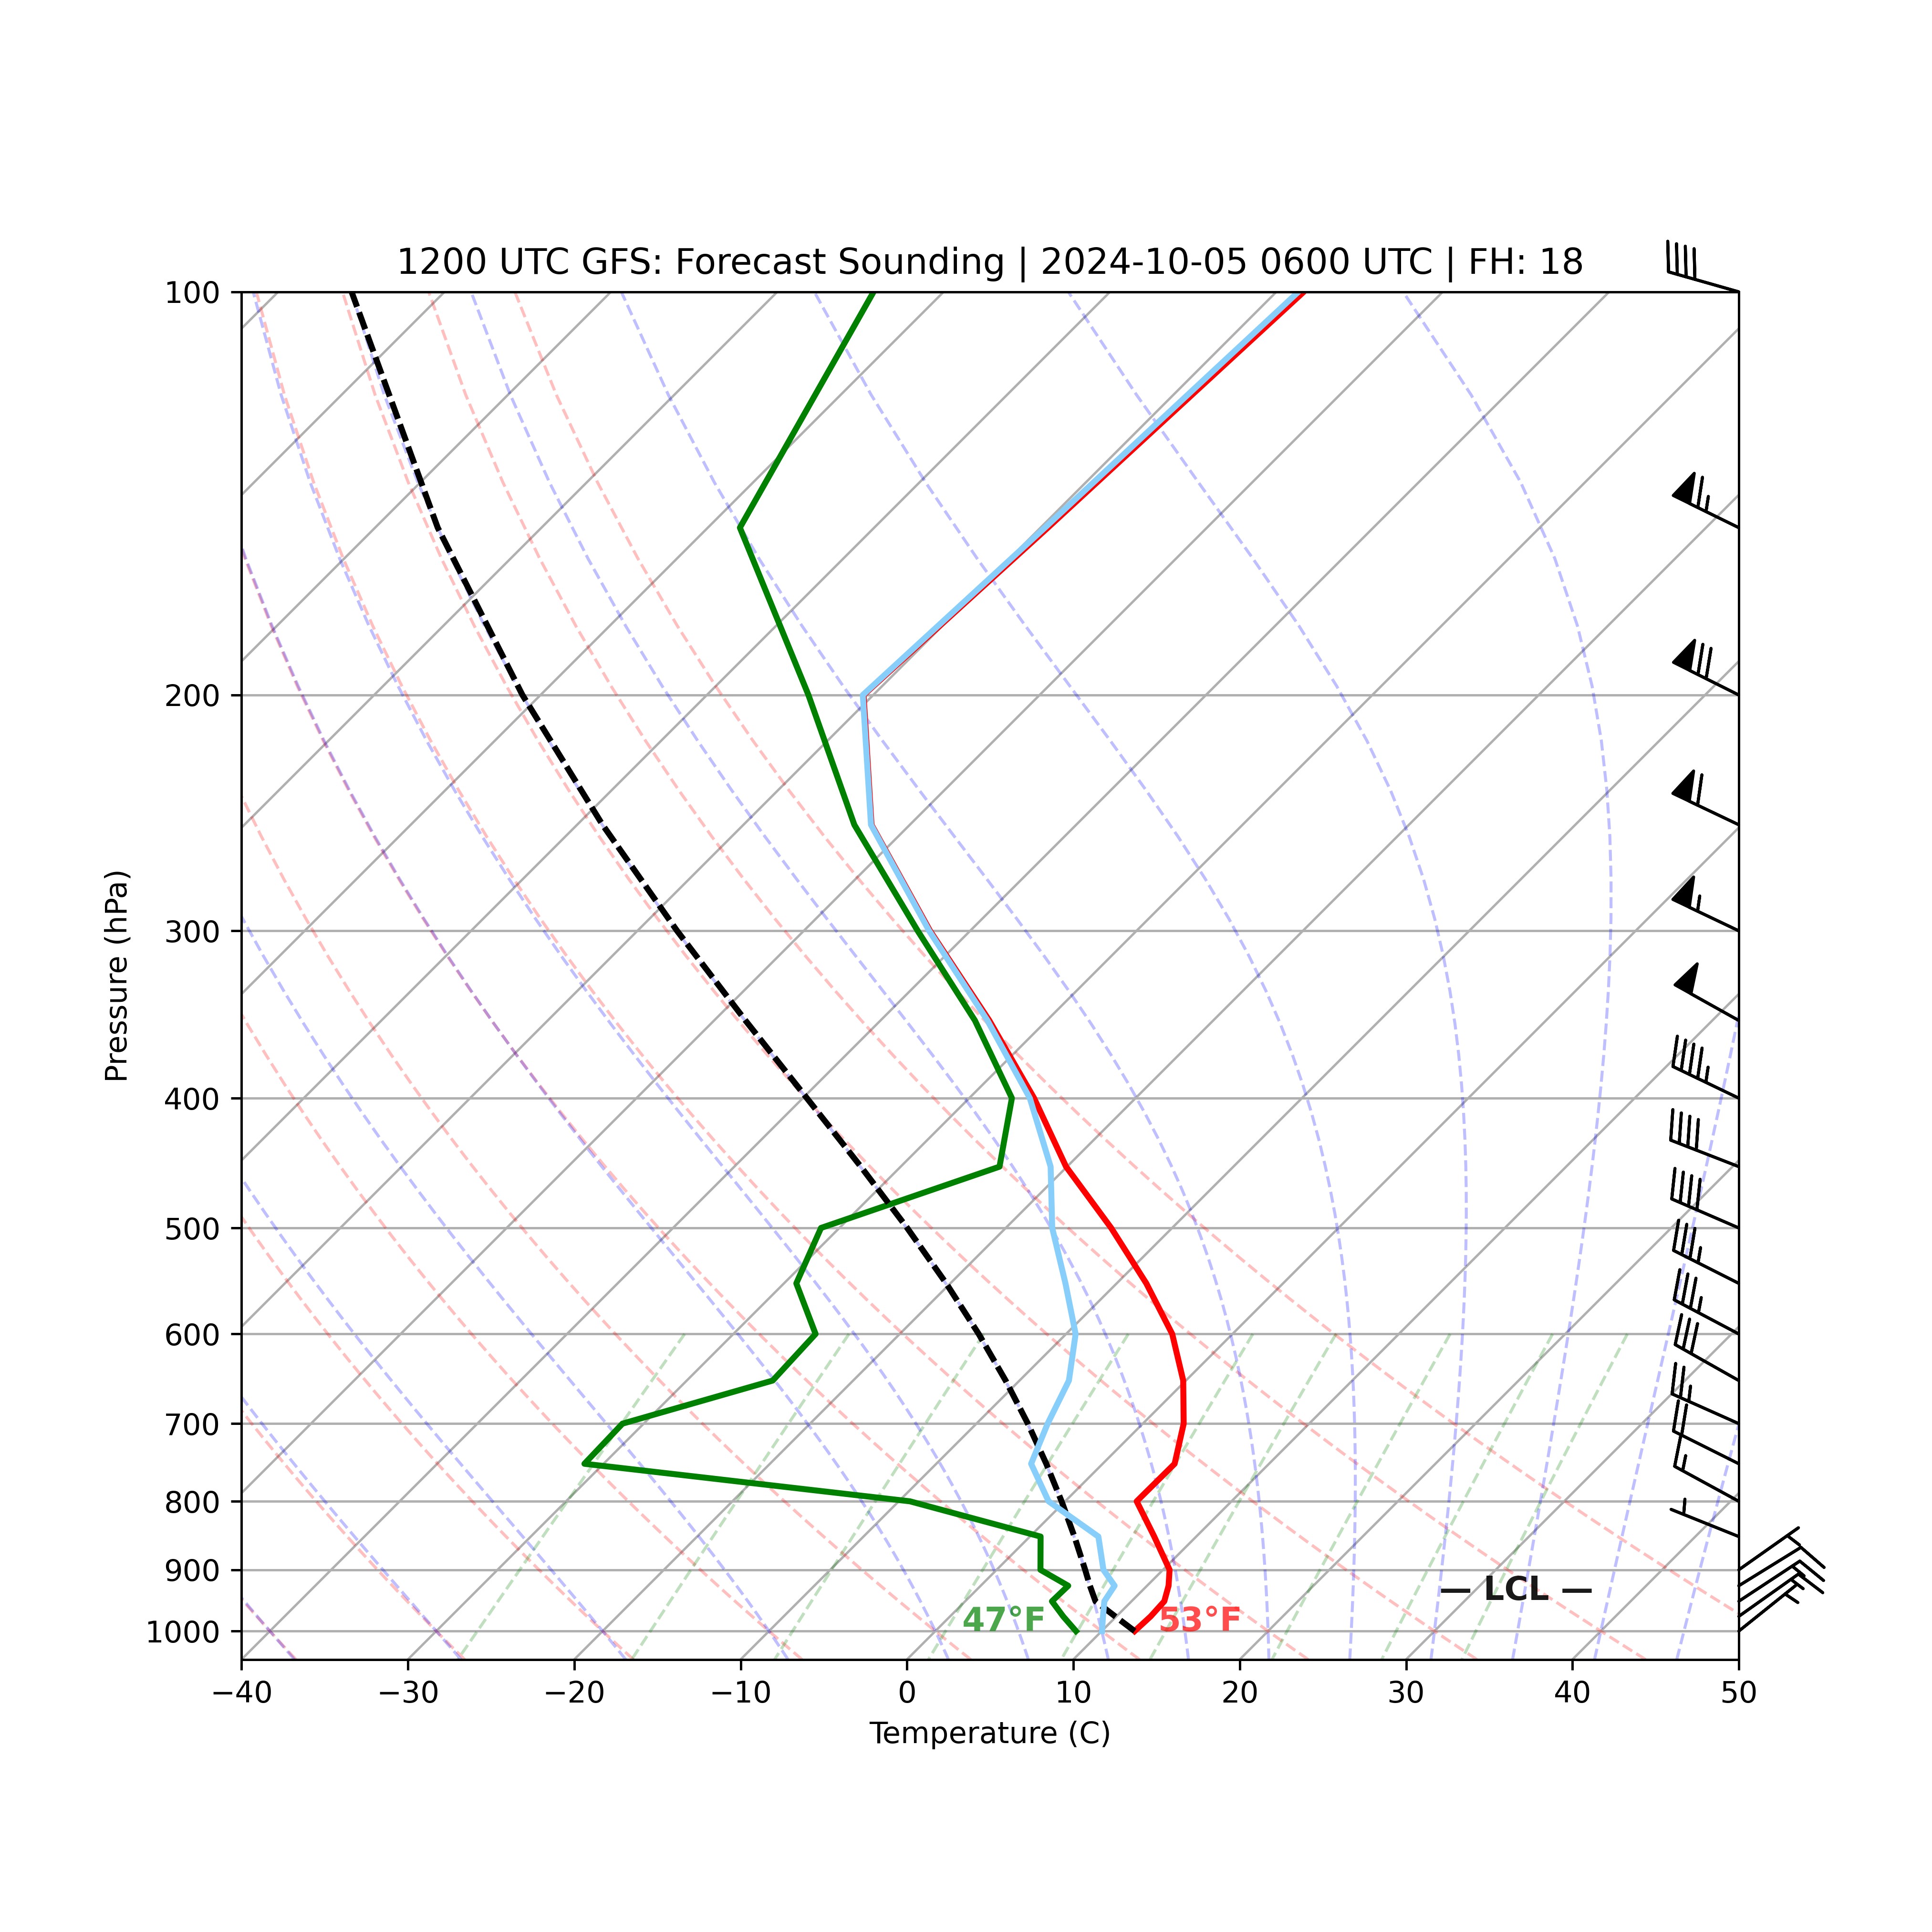 1200 UTC GFS: Forecast Sounding | 2024-10-05 0600 UTC | FH: 18
100
200
300
400
500
600
700
800
900
1000
Pressure (hPa)
— LCL —
47°F
53°F
−40 −30 −20 −10 0 10 20 30 40 50
Temperature (C)